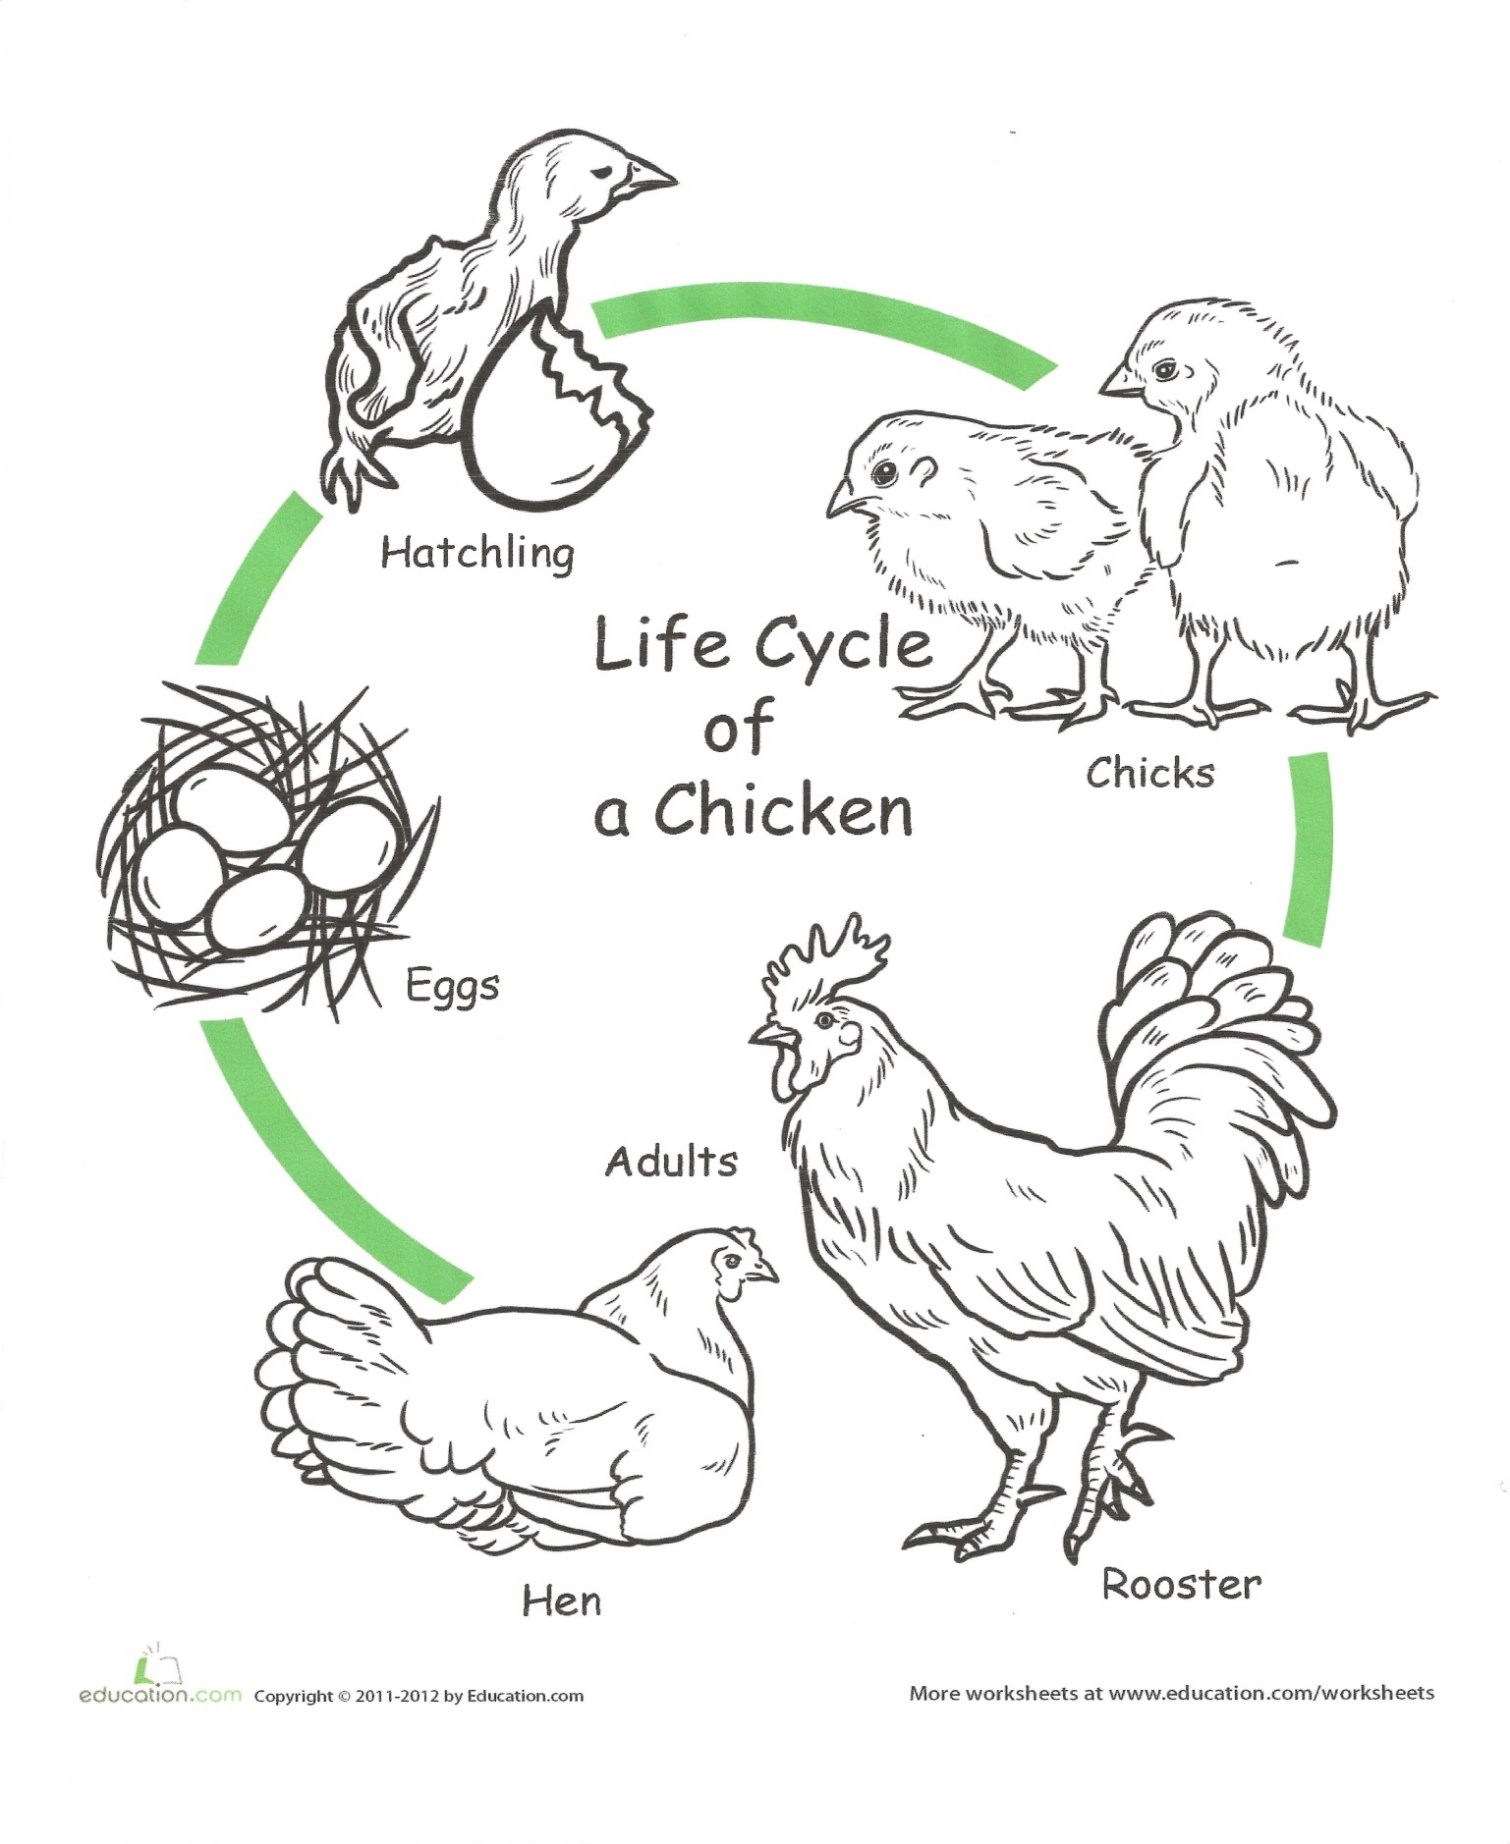 Hatchling
Life Cycle
of
a Chicken
Chicks
Eggs
Adults
Hen
Rooster
education.com Copyright © 2011-2012 by Education.com
More worksheets at www.education.com/worksheets